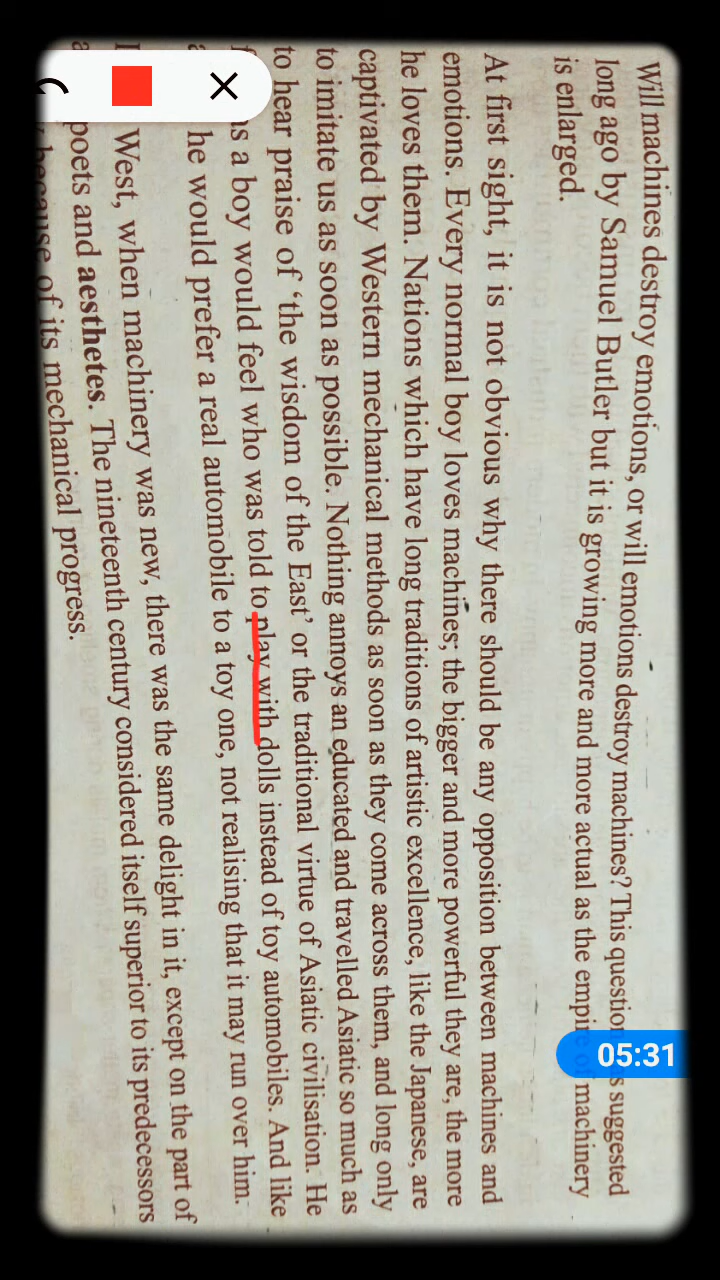 Will machines destroy emotions, or will emotions destroy machines? This question s suggested
long ago by Samuel Butler but it is growing more and more actual as the empire of machinery
is enlarged.
At first sight, it is not obvious why there should be any opposition between machines and
emotions. Every normal boy loves machines; the bigger and more powerful they are, the more
he loves them. Nations which have long traditions of artistic excellence, like the Japanese, are
captivated by Western mechanical methods as soon as they come across them, and long only
to imitate us as soon as possible. Nothing annoys an educated and travelled Asiatic so much as
to hear praise of ‘the wisdom of the East’ or the traditional virtue of Asiatic civilisation. He
as a boy would feel who was told to play with dolls instead of toy automobiles. And like
he would prefer a real automobile to a toy one, not realising that it may run over him.
West, when machinery was new, there was the same delight in it, except on the part of
poets and aesthetes. The nineteenth century considered itself superior to its predecessors
because of its mechanical progress.
05:31